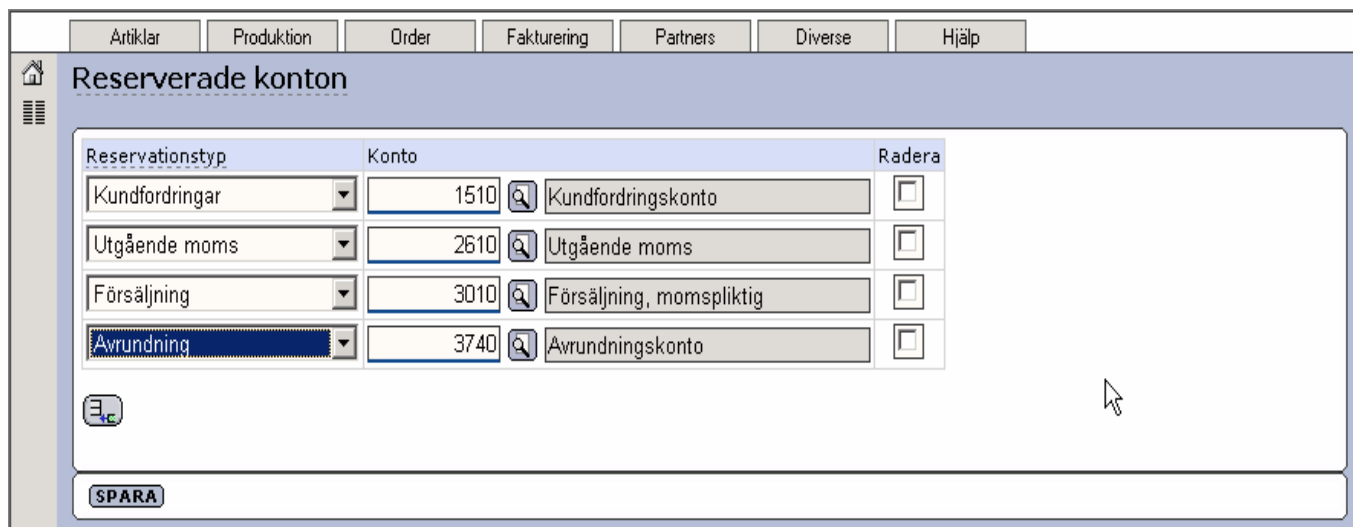 Artiklar Produktion Order Fakturering Partners Diverse Hjälp
Reserverade konton
Reservationstyp Konto Radera
Kundfordringar 1510 Kundfordringskonto
Utgående moms 2610 Utgående moms
Försäljning 3010 Försäljning, momspliktig
Avrundning 3740 Avrundningskonto
SPARA